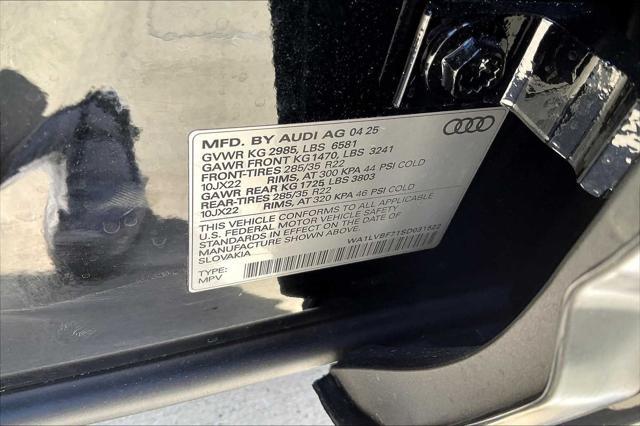 MFD. BY AUDI AG 04 25
GVWR KG 2985, LBS 6581
GAWR FRONT KG1470, LBS 3241
FRONT-TIRES 285/35 R22
10JX22 RIMS, AT 300 KPA 44 PSI COLD
GAWR REAR KG 1725 LBS 3803
REAR-TIRES 285/35 R22
10JX22 RIMS, AT 320 KPA 46 PSI COLD
THIS VEHICLE CONFORMS TO ALL APPLICABLE
U.S. FEDERAL MOTOR VEHICLE SAFETY
STANDARDS IN EFFECT ON THE DATE OF
MANUFACTURE SHOWN ABOVE.
SLOVAKIA
TYPE:
MPV